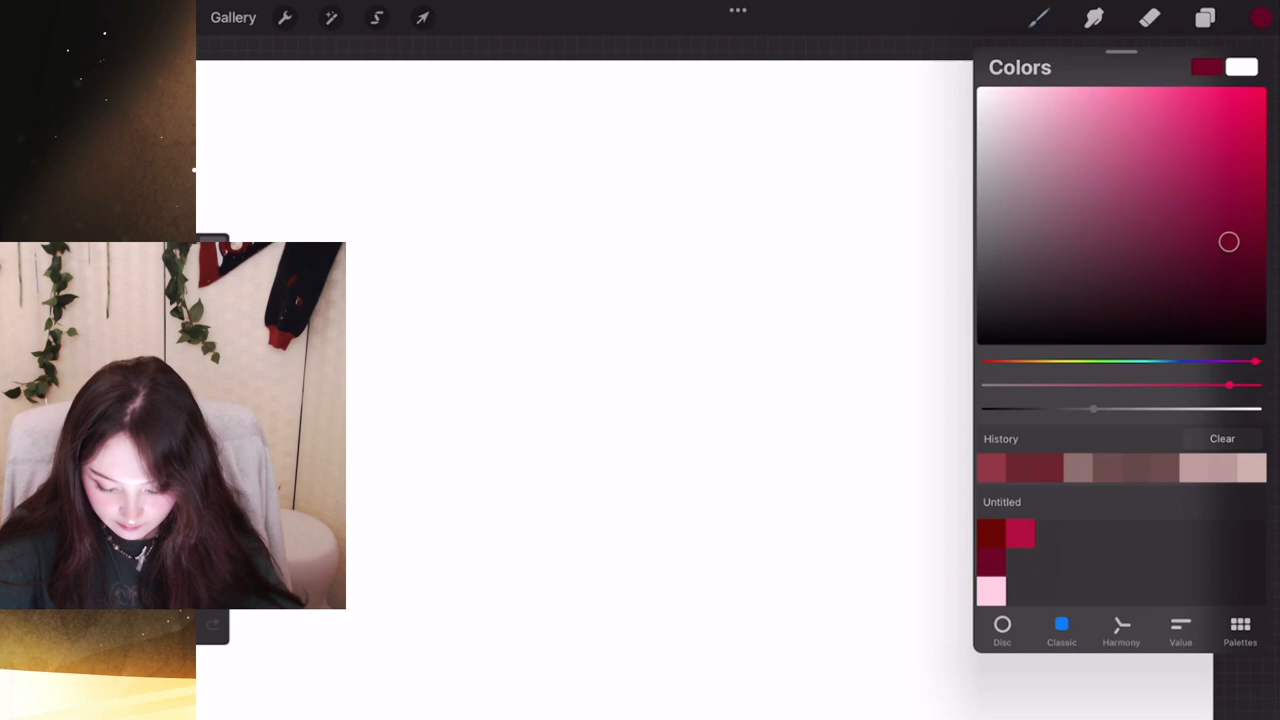 Gallery
Colors
History Clear
Untitled
Disc Classic Harmony Value Palettes